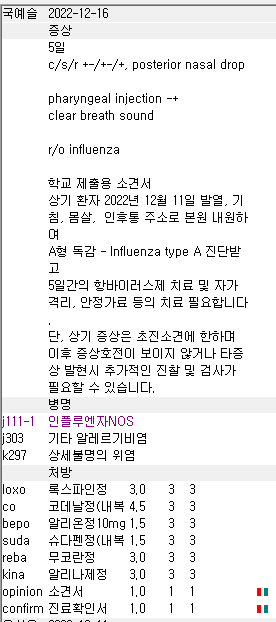 국예슬 2022-12-16
증상
5일
c/s/r +-/+-/+, posterior nasal drop
pharyngeal injection -+
clear breath sound
r/o influenza
학교 제출용 소견서
상기 환자 2022년 12월 11일 발열, 기
침, 몸살, 인후통 주소로 본원 내원하
며
A형 독감 - Influenza type A 진단받
고
5일간의 항바이러스제 치료 및 자가
격리, 안정가료 등의 치료 필요합니다
.
단, 상기 증상은 초진소견에 한하며
이후 증상호전이 보이지 않거나 타증
상 발현시 추가적인 진찰 및 검사가
필요할 수 있습니다.
병명
j111-1 인플루엔자NOS
j303 기타 알레르기비염
k297 상세불명의 위염
처방
loxo 록스파인정 3.0 3 3
co 코데날정(내복 4.5 3 3
bepo 알리온정10mg 1.5 3 3
suda 슈다펜정(내복 1.5 3 3
reba 무코란정 3.0 3 3
kina 알리나제정 3.0 3 3
opinion 소견서 1.0 1 1
confirm 진료확인서 1.0 1 1